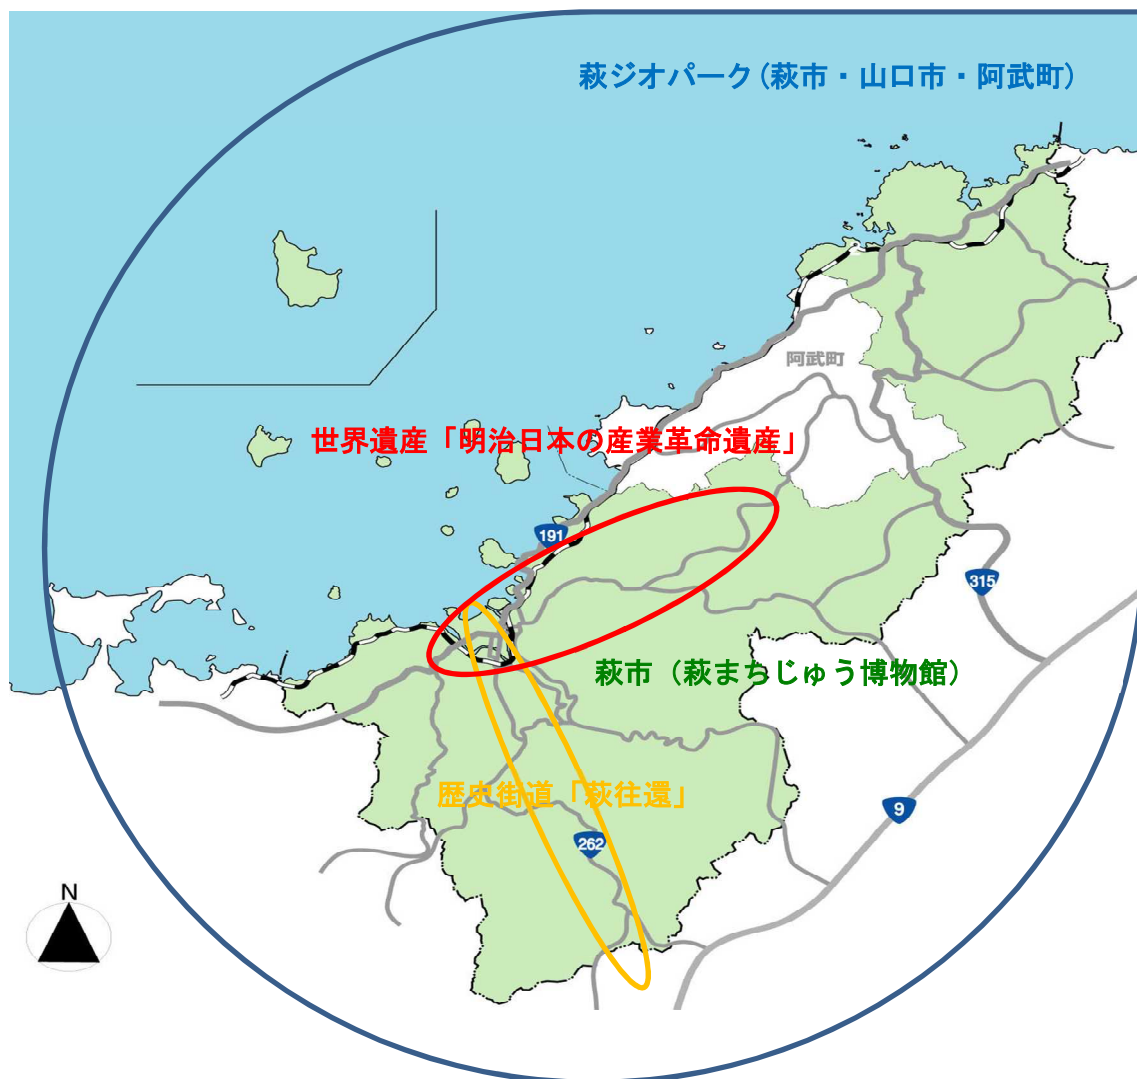 萩ジオパーク(萩市・山口市・阿武町)
阿武町
世界遺産「明治日本の産業革命遺産」
191
315
萩市（萩まちじゅう博物館）
歴史街道「萩往還」
9
262
N